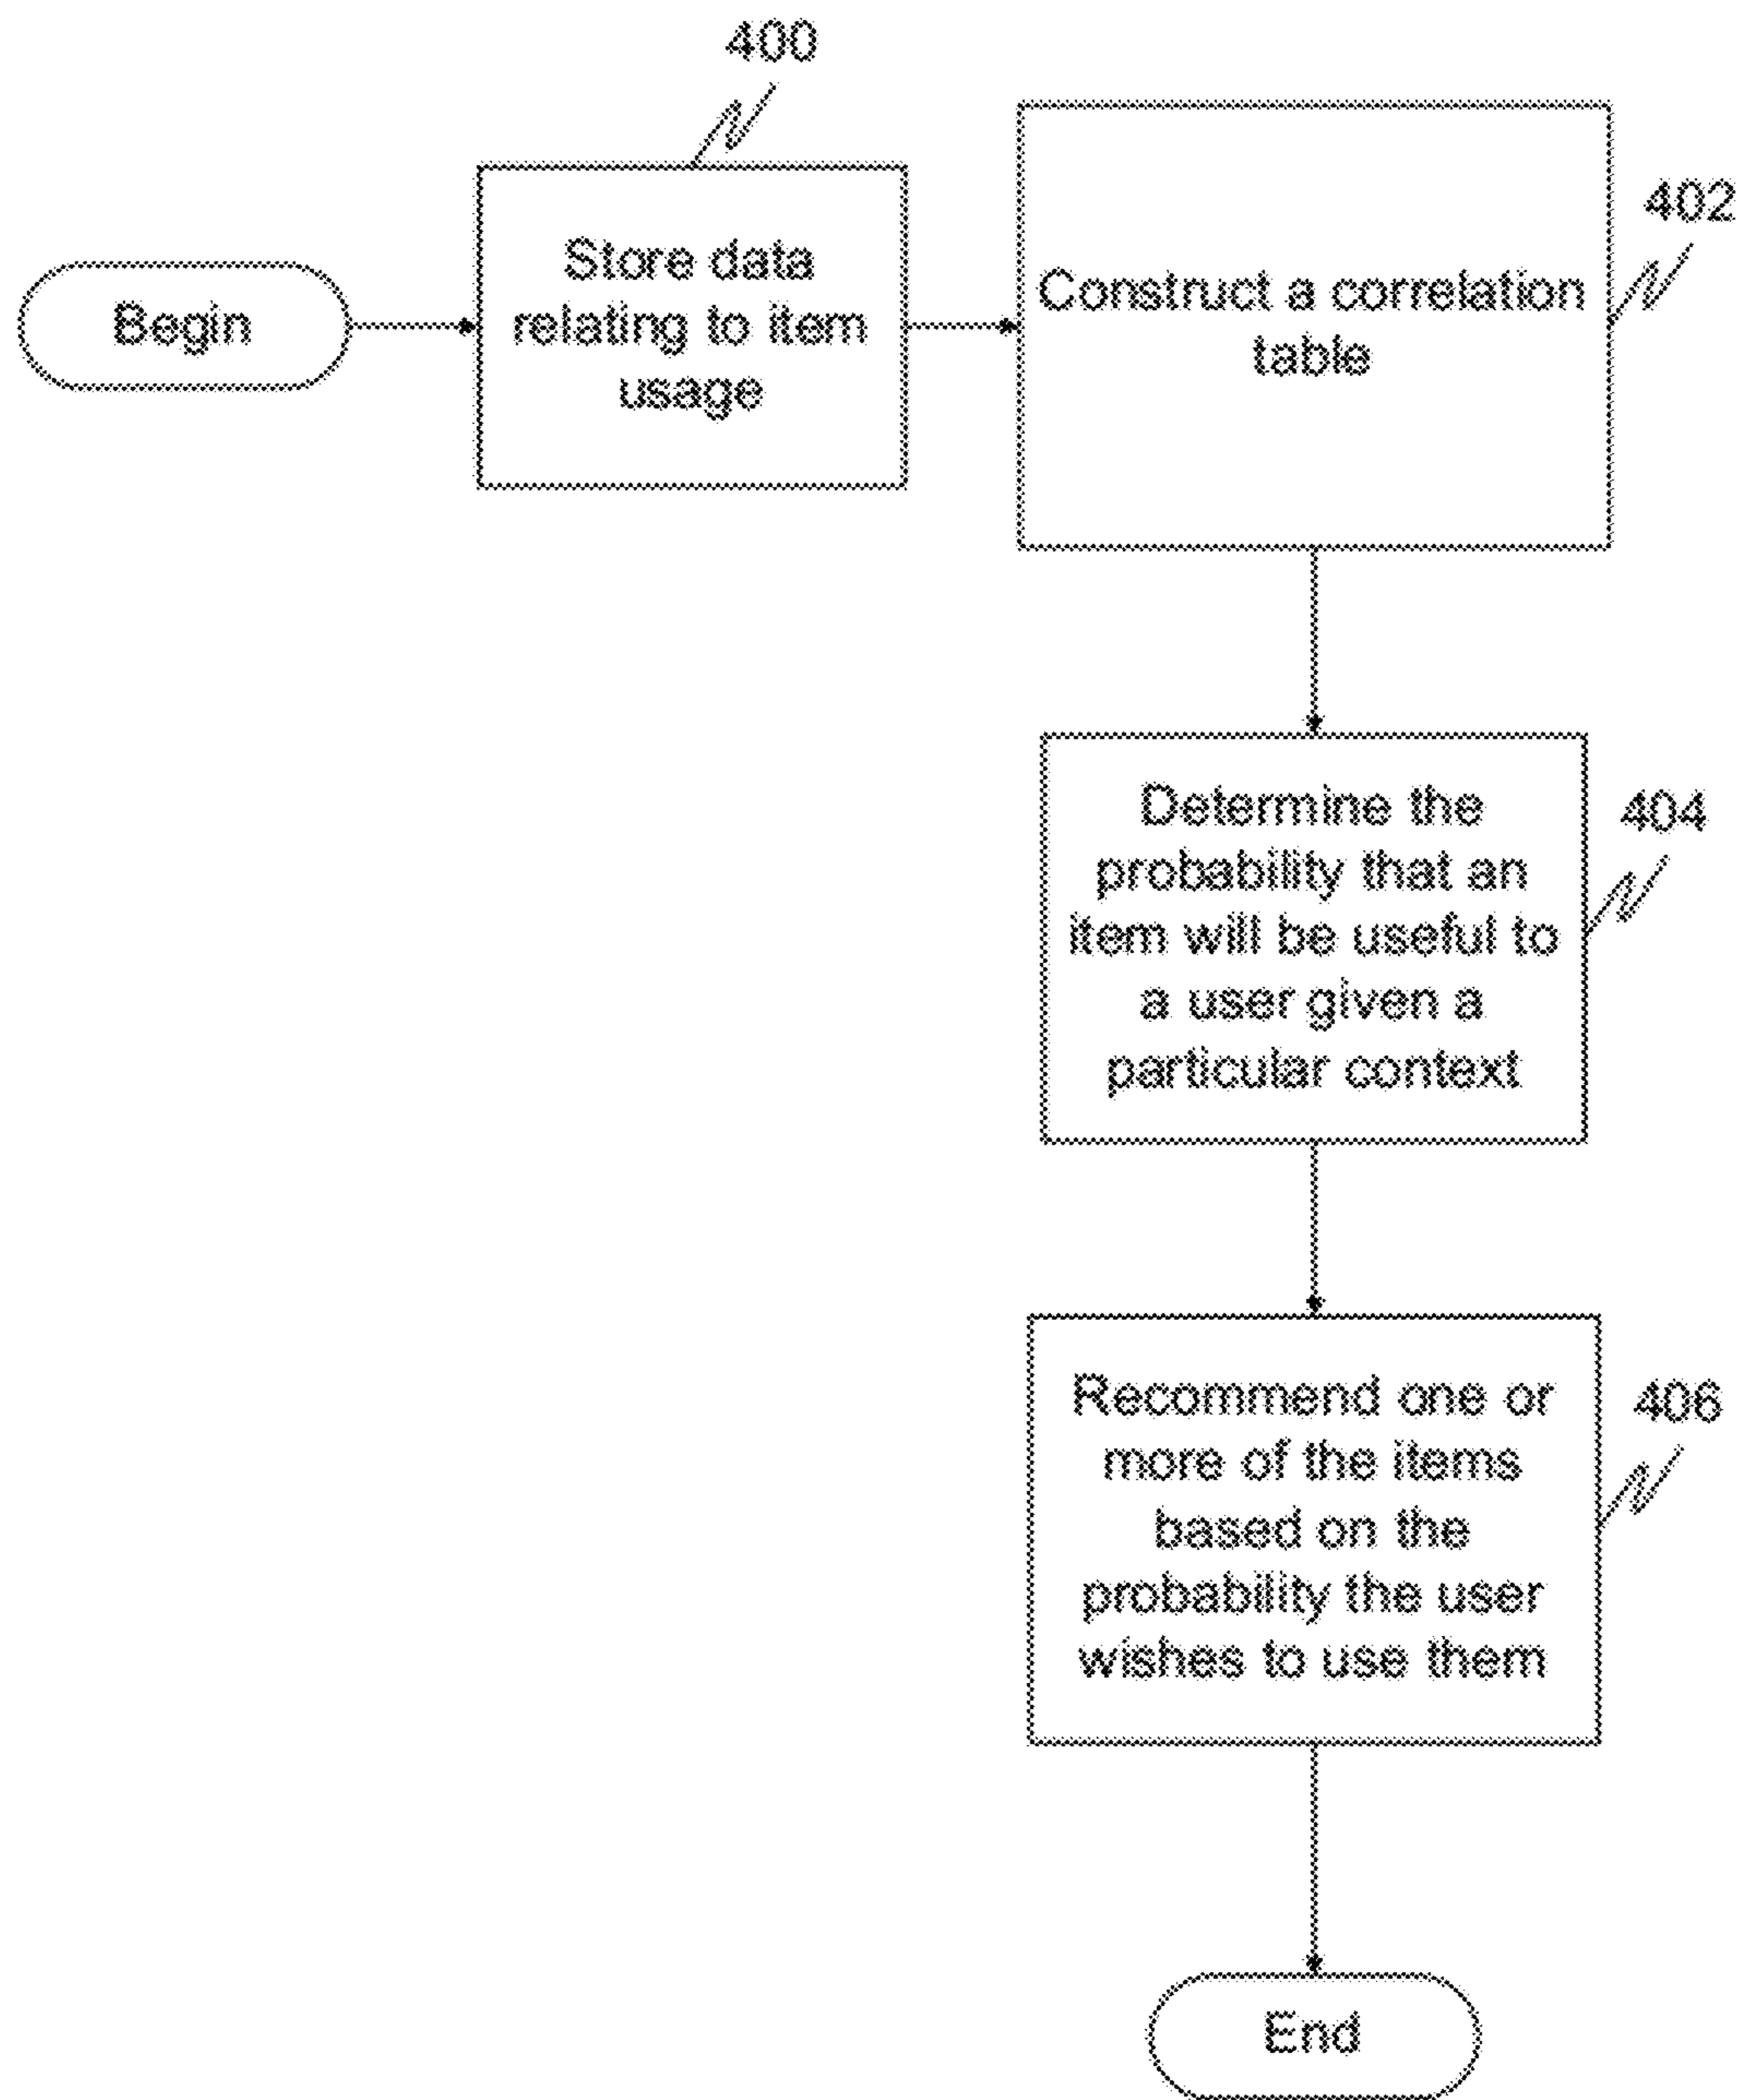 400
402
Begin
Store data
relating to item
usage
Construct a correlation
table
Determine the
probability that an
item will be useful to
a user given a
particular context
404
Recommend one or
more of the items
based on the
probability the user
wishes to use them
406
End